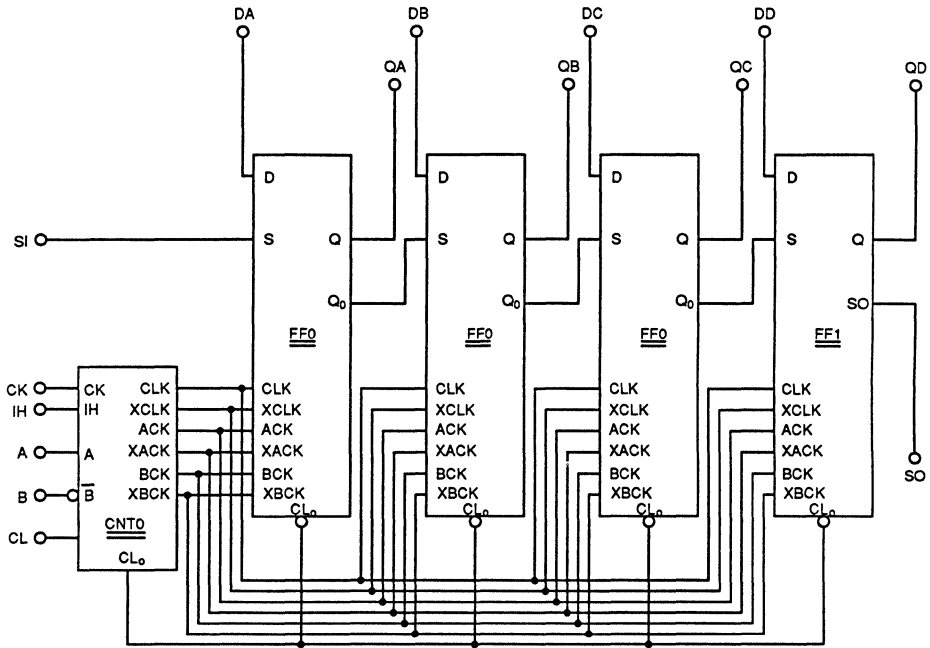 DA DB DC DD
QA QB QC QD
D D D D
SI S Q S Q S Q S Q
Q₀ Q₀ Q₀ SO
FF0 FF0 FF0 FF1
CK CK CLK CLK CLK CLK CLK
IH IH XCLK XCLK XCLK XCLK XCLK
ACK ACK ACK ACK ACK
A A XACK XACK XACK XACK XACK
BCK BCK BCK BCK BCK
SO
B B̅ XBCK XBCK XBCK XBCK XBCK
CL₀ CL₀ CL₀ CL₀
CNT0
CL
CL₀